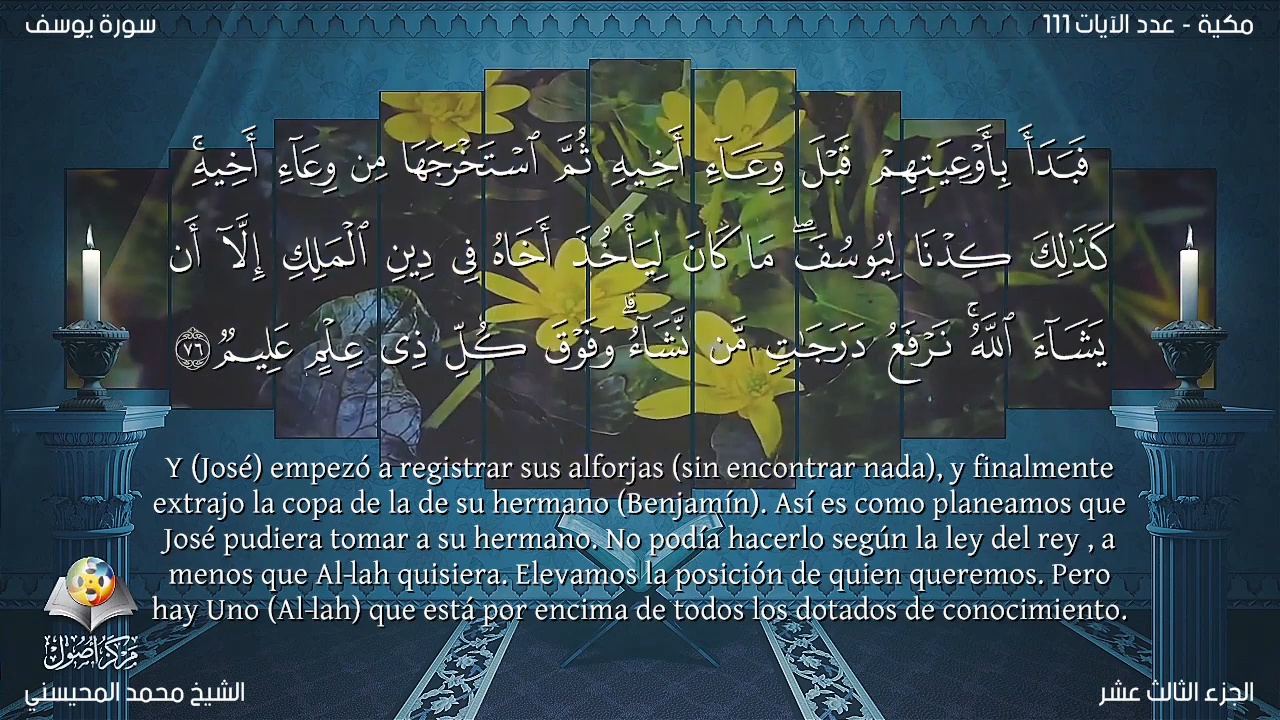 سورة يوسف
مكية - عدد الآيات 111
فَبَدَأَ بِأَوْعِيَتِهِمْ قَبْلَ وِعَآءِ أَخِيهِ ثُمَّ ٱسْتَخْرَجَهَا مِن وِعَآءِ أَخِيهِۚ
كَذَٰلِكَ كِدْنَا لِيُوسُفَۖ مَا كَانَ لِيَأْخُذَ أَخَاهُ فِى دِينِ ٱلْمَلِكِ إِلَّآ أَن
يَشَآءَ ٱللَّهُۚ نَرْفَعُ دَرَجَٰتٍ مَّن نَّشَآءُۗ وَفَوْقَ كُلِّ ذِى عِلْمٍ عَلِيمٌ ٧٦
Y (José) empezó a registrar sus alforjas (sin encontrar nada), y finalmente
extrajo la copa de la de su hermano (Benjamín). Así es como planeamos que
José pudiera tomar a su hermano. No podía hacerlo según la ley del rey , a
menos que Al-lah quisiera. Elevamos la posición de quien queremos. Pero
hay Uno (Al-lah) que está por encima de todos los dotados de conocimiento.
مركز أصول
الشيخ محمد المحيسني
الجزء الثالث عشر